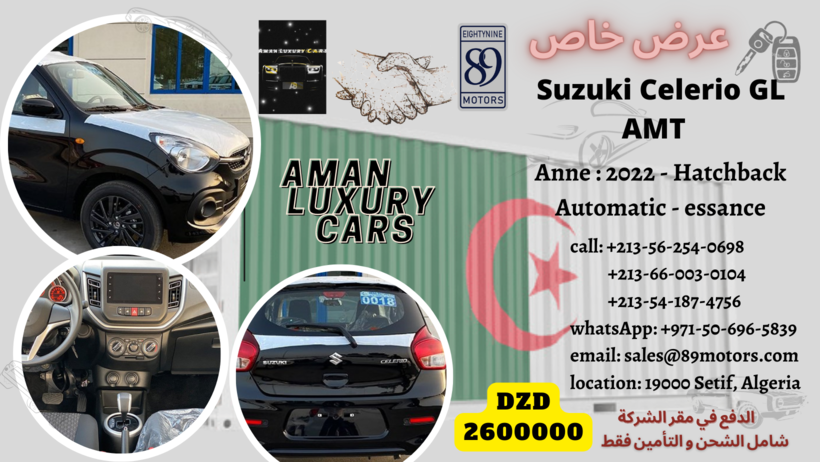 AMAN LUXURY CARS
EIGHTYNINE
89
MOTORS
عرض خاص
Suzuki Celerio GL
AMT
Anne : 2022 - Hatchback
Automatic - essance
AMAN
LUXURY
CARS
call: +213-56-254-0698
+213-66-003-0104
+213-54-187-4756
whatsApp: +971-50-696-5839
email: sales@89motors.com
location: 19000 Setif, Algeria
0018
SUZUKI
CELERIO
DZD
2600000
الدفع في مقر الشركة
شامل الشحن و التأمين فقط